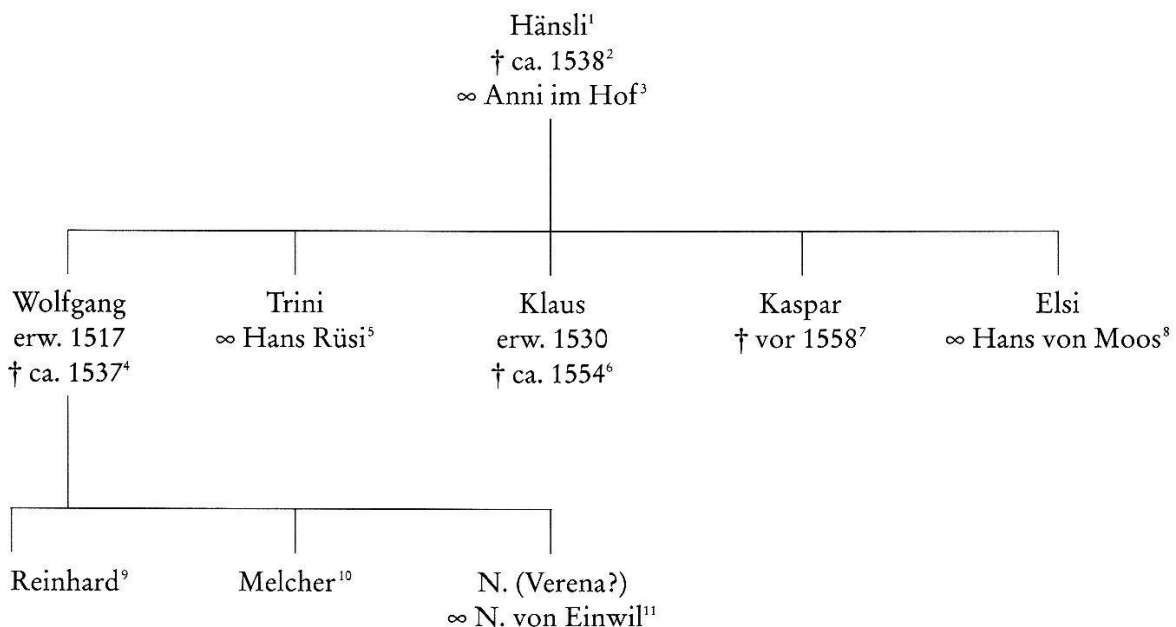 Hänsli¹
† ca. 1538²
∞ Anni im Hof³
Wolfgang
erw. 1517
† ca. 1537⁴
Trini
∞ Hans Rüsi⁵
Klaus
erw. 1530
† ca. 1554⁶
Kaspar
† vor 1558⁷
Elsi
∞ Hans von Moos⁸
Reinhard⁹
Melcher¹⁰
N. (Verena?)
∞ N. von Einwil¹¹